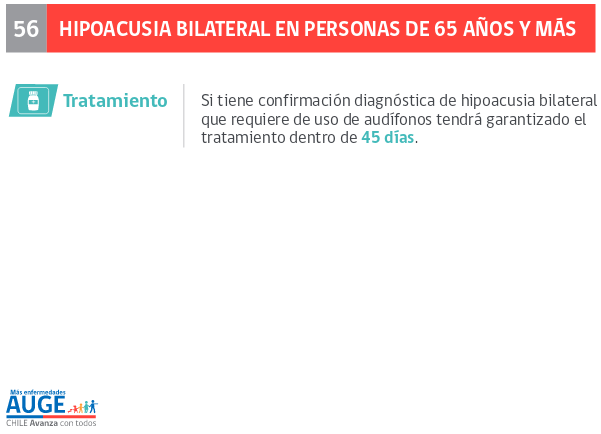 56 HIPOACUSIA BILATERAL EN PERSONAS DE 65 AÑOS Y MÁS
Tratamiento
Si tiene confirmación diagnóstica de hipoacusia bilateral
que requiere de uso de audífonos tendrá garantizado el
tratamiento dentro de 45 días.
Más enfermedades
AUGE
CHILE Avanza con todos